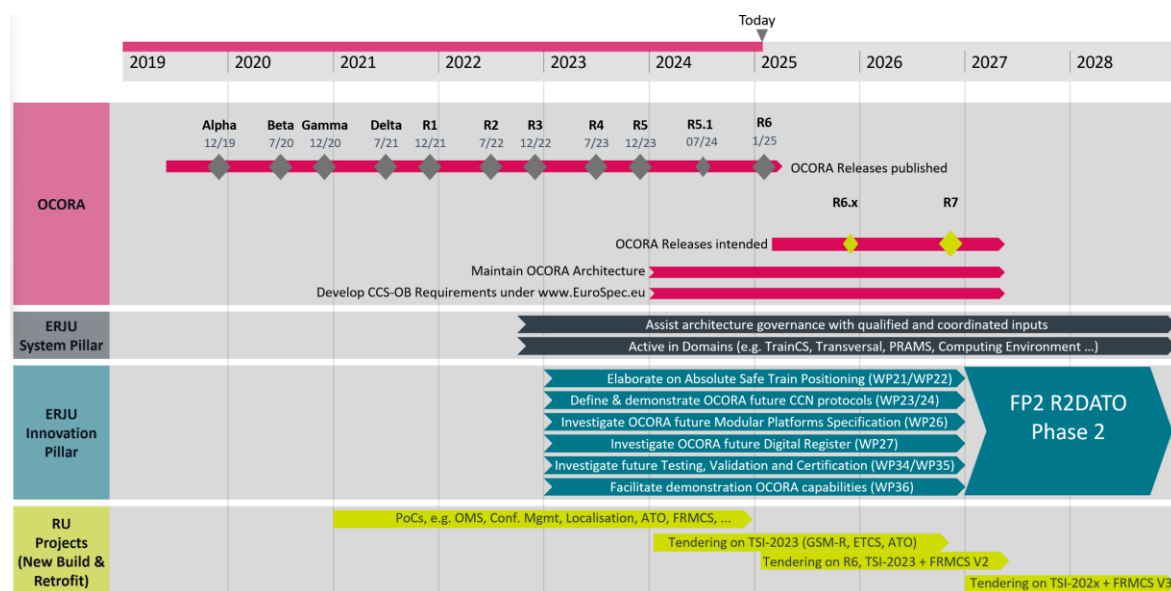 Today
2019 2020 2021 2022 2023 2024 2025 2026 2027 2028
OCORA
Alpha Beta Gamma Delta R1 R2 R3 R4 R5 R5.1 R6
12/19 7/20 12/20 7/21 12/21 7/22 12/22 7/23 12/23 07/24 1/25
OCORA Releases published
R6.x R7
OCORA Releases intended
Maintain OCORA Architecture
Develop CCS-OB Requirements under www.EuroSpec.eu
ERJU
System Pillar
Assist architecture governance with qualified and coordinated inputs
Active in Domains (e.g. TrainCS, Transversal, PRAMS, Computing Environment ...)
ERJU
Innovation
Pillar
Elaborate on Absolute Safe Train Positioning (WP21/WP22)
Define & demonstrate OCORA future CCN protocols (WP23/24)
Investigate OCORA future Modular Platforms Specification (WP26)
Investigate OCORA future Digital Register (WP27)
Investigate future Testing, Validation and Certification (WP34/WP35)
Facilitate demonstration OCORA capabilities (WP36)
FP2 R2DATO
Phase 2
RU
Projects
(New Build &
Retrofit)
PoCs, e.g. OMS, Conf. Mgmt, Localisation, ATO, FRMCS, ...
Tendering on TSI-2023 (GSM-R, ETCS, ATO)
Tendering on R6, TSI-2023 + FRMCS V2
Tendering on TSI-202x + FRMCS V3